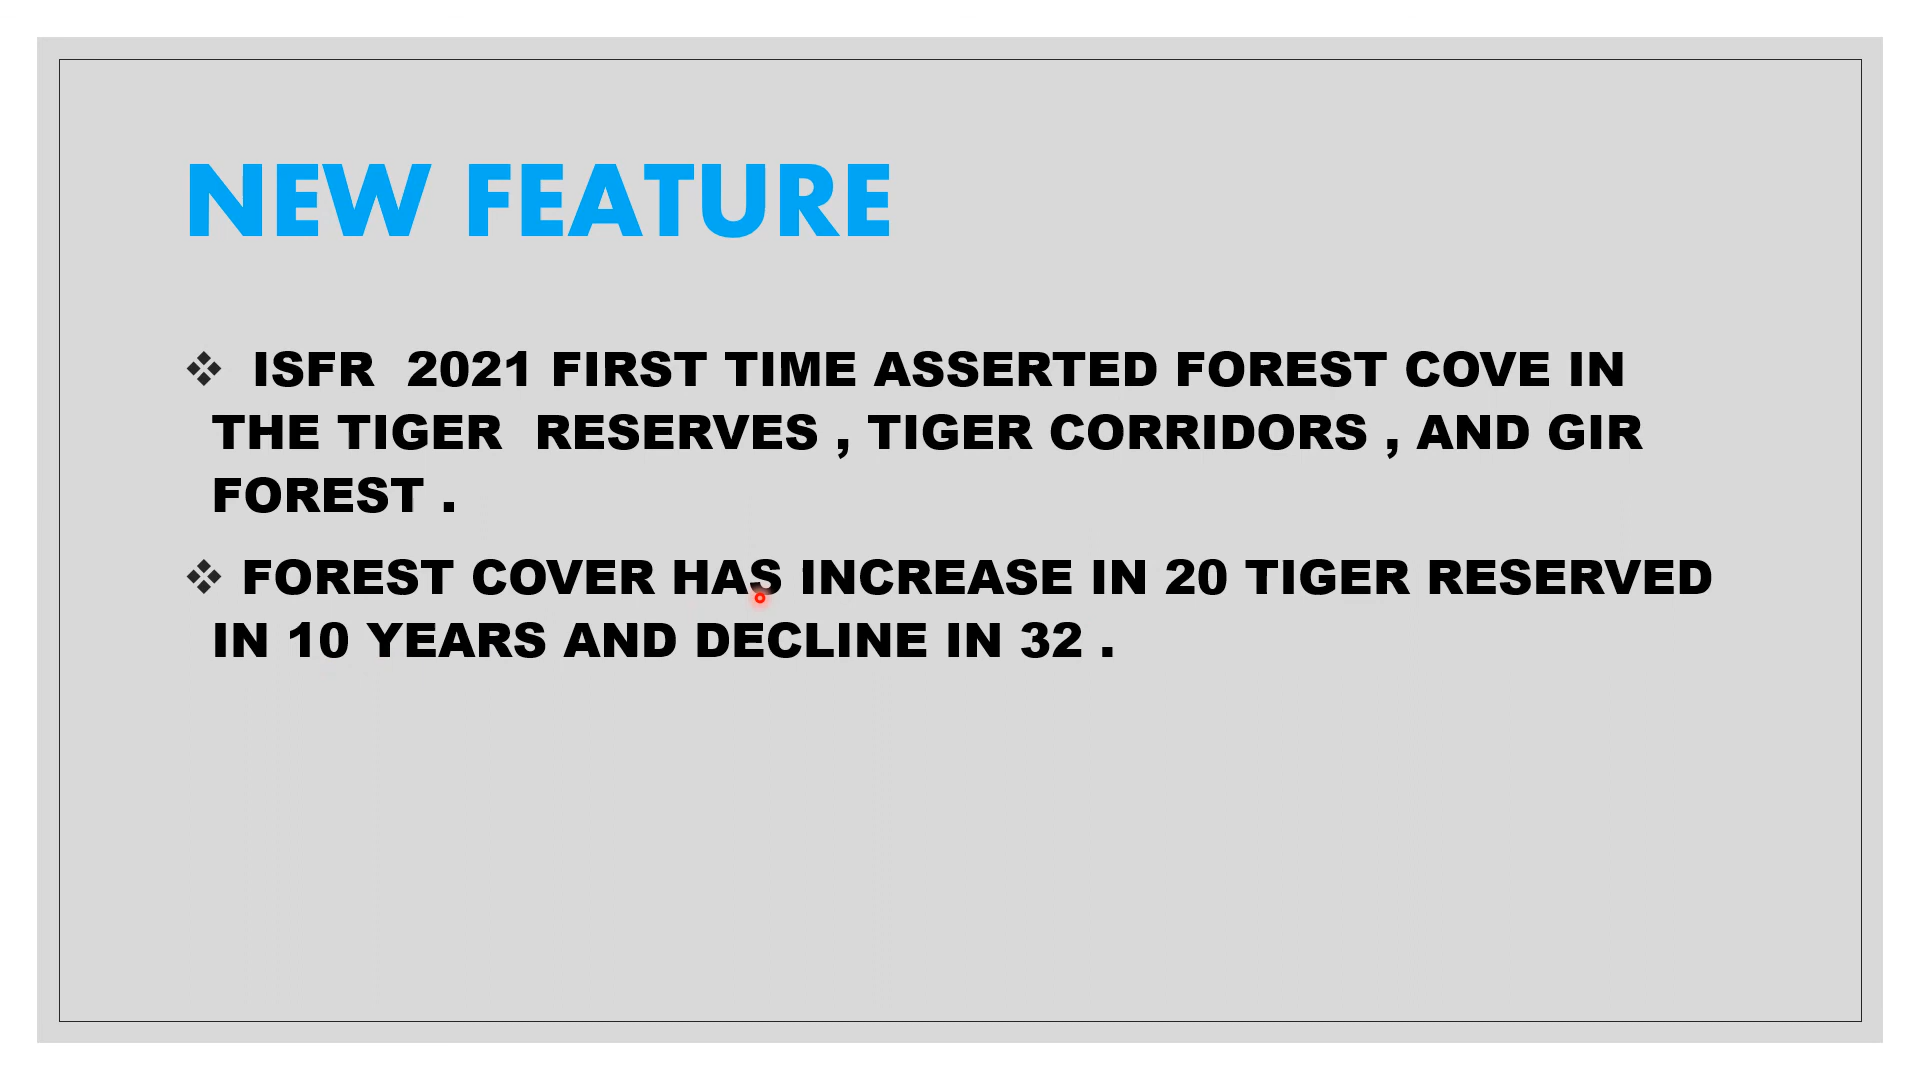 NEW FEATURE
ISFR 2021 FIRST TIME ASSERTED FOREST COVE IN
THE TIGER RESERVES , TIGER CORRIDORS , AND GIR
FOREST .
FOREST COVER HAS INCREASE IN 20 TIGER RESERVED
IN 10 YEARS AND DECLINE IN 32 .